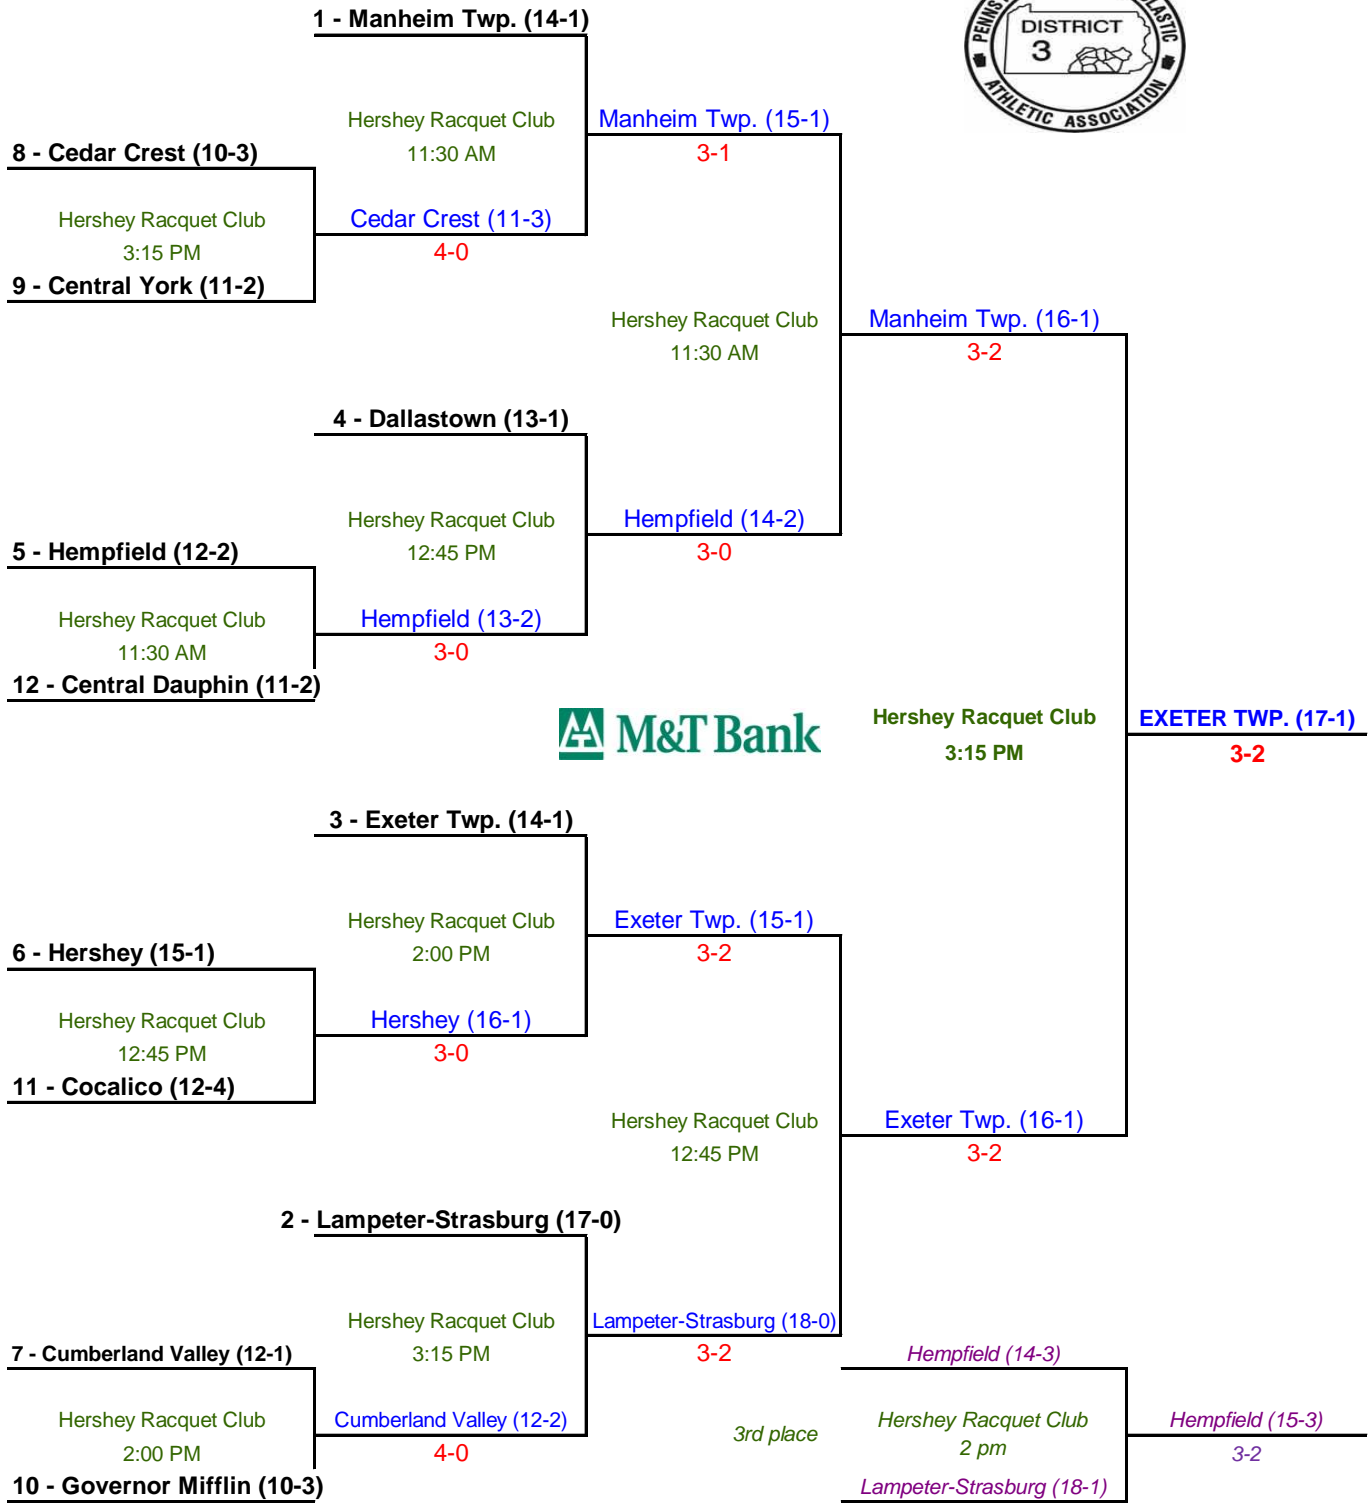 1 - Manheim Twp. (14-1)
DISTRICT
3
ATHLETIC ASSOCIATION
Hershey Racquet Club
11:30 AM
Manheim Twp. (15-1)
3-1
8 - Cedar Crest (10-3)
Hershey Racquet Club
3:15 PM
Cedar Crest (11-3)
4-0
9 - Central York (11-2)
Hershey Racquet Club
11:30 AM
Manheim Twp. (16-1)
3-2
4 - Dallastown (13-1)
Hershey Racquet Club
12:45 PM
Hempfield (14-2)
3-0
5 - Hempfield (12-2)
Hershey Racquet Club
11:30 AM
Hempfield (13-2)
3-0
12 - Central Dauphin (11-2)
M&T Bank
Hershey Racquet Club
3:15 PM
EXETER TWP. (17-1)
3-2
3 - Exeter Twp. (14-1)
Hershey Racquet Club
2:00 PM
Exeter Twp. (15-1)
3-2
6 - Hershey (15-1)
Hershey Racquet Club
12:45 PM
Hershey (16-1)
3-0
11 - Cocalico (12-4)
Hershey Racquet Club
12:45 PM
Exeter Twp. (16-1)
3-2
2 - Lampeter-Strasburg (17-0)
Hershey Racquet Club
3:15 PM
Lampeter-Strasburg (18-0)
3-2
7 - Cumberland Valley (12-1)
Hershey Racquet Club
2:00 PM
Cumberland Valley (12-2)
4-0
10 - Governor Mifflin (10-3)
3rd place
Hempfield (14-3)
Hershey Racquet Club
2 pm
Lampeter-Strasburg (18-1)
Hempfield (15-3)
3-2